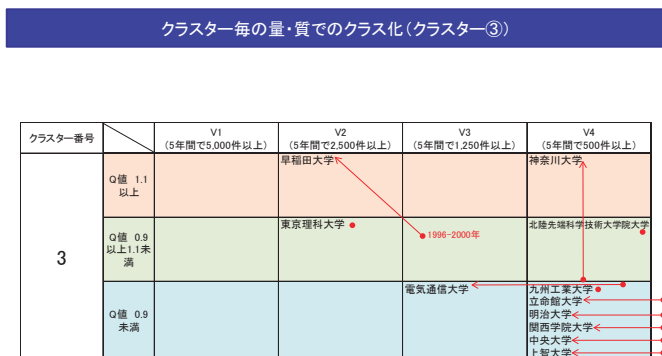 クラスター毎の量・質でのクラス化(クラスター③)
クラスター番号
V1
(5年間で5,000件以上)
V2
(5年間で2,500件以上)
V3
(5年間で1,250件以上)
V4
(5年間で500件以上)
3
Q値 1.1
以上
早稲田大学
神奈川大学
Q値 0.9
以上1.1未
満
東京理科大学
1996-2000年
北陸先端科学技術大学院大学
Q値 0.9
未満
電気通信大学
九州工業大学
立命館大学
明治大学
関西学院大学
中央大学
上智大学